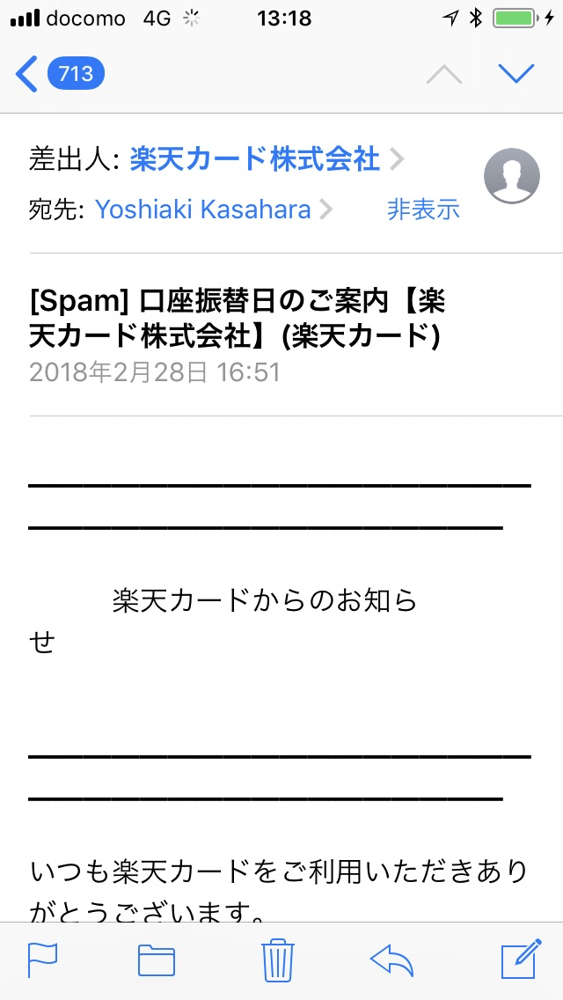 docomo 4G 13:18
713
差出人: 楽天カード株式会社
宛先: Yoshiaki Kasahara 非表示
[Spam] 口座振替日のご案内【楽
天カード株式会社】(楽天カード)
2018年2月28日 16:51
楽天カードからのお知ら
せ
いつも楽天カードをご利用いただきあり
がとうございます。